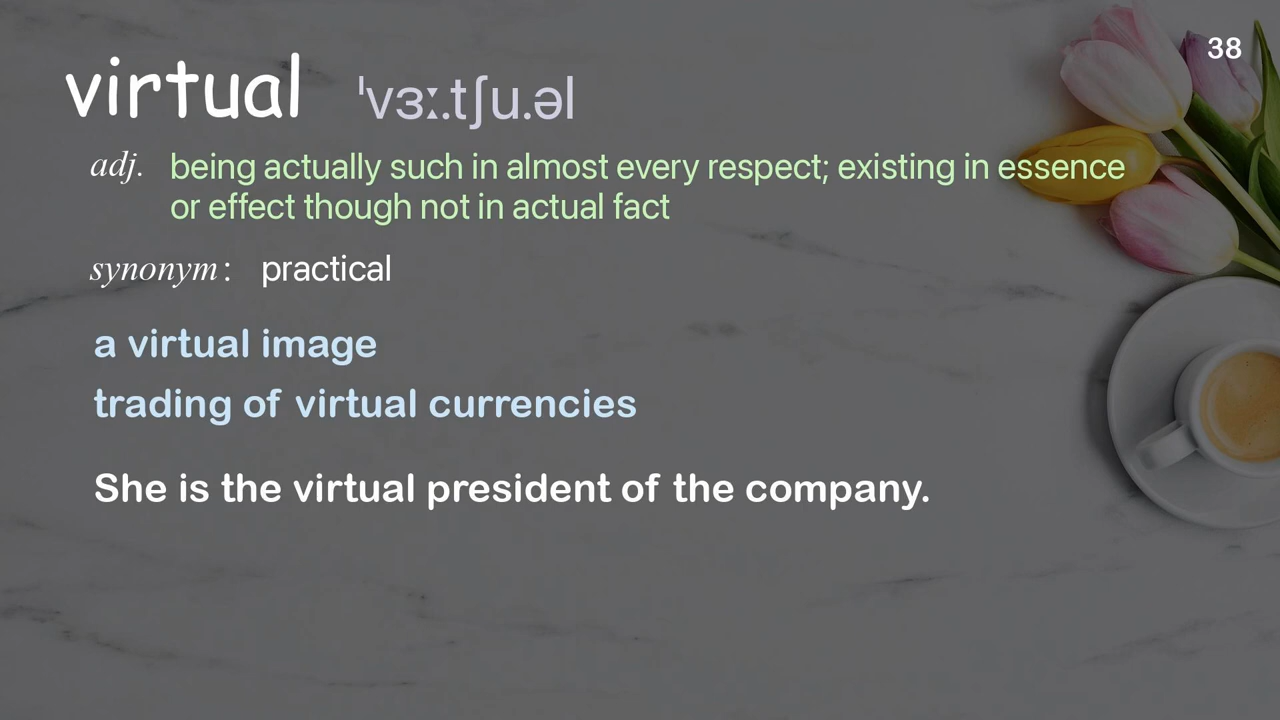 38
virtual ˈvɜː.tʃu.əl
adj. being actually such in almost every respect; existing in essence
or effect though not in actual fact
synonym: practical
a virtual image
trading of virtual currencies
She is the virtual president of the company.